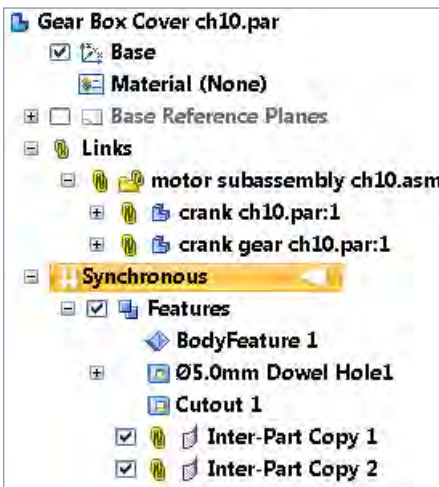 Gear Box Cover ch10.par
Base
Material (None)
Base Reference Planes
Links
motor subassembly ch10.asm
crank ch10.par:1
crank gear ch10.par:1
Synchronous
Features
BodyFeature 1
Ø5.0mm Dowel Hole1
Cutout 1
Inter-Part Copy 1
Inter-Part Copy 2